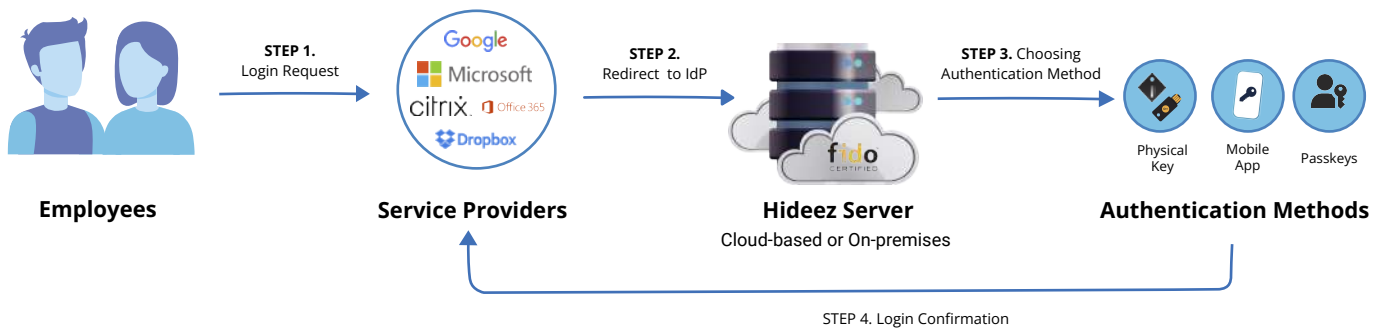 STEP 1.
Login Request
Google
Microsoft
citrix.
Office 365
Dropbox
STEP 2.
Redirect to IdP
fido
CERTIFIED
STEP 3. Choosing
Authentication Method
Physical
Key
Mobile
App
Passkeys
Employees
Service Providers
Hideez Server
Cloud-based or On-premises
Authentication Methods
STEP 4. Login Confirmation